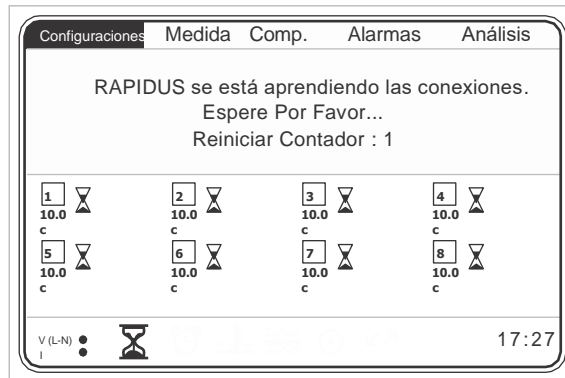 Configuraciones Medida Comp. Alarmas Análisis
RAPIDUS se está aprendiendo las conexiones.
Espere Por Favor...
Reiniciar Contador : 1
1 2 3 4
10.0 10.0 10.0 10.0
c c c c
5 6 7 8
10.0 10.0 10.0 10.0
c c c c
V (L-N)
I
17:27